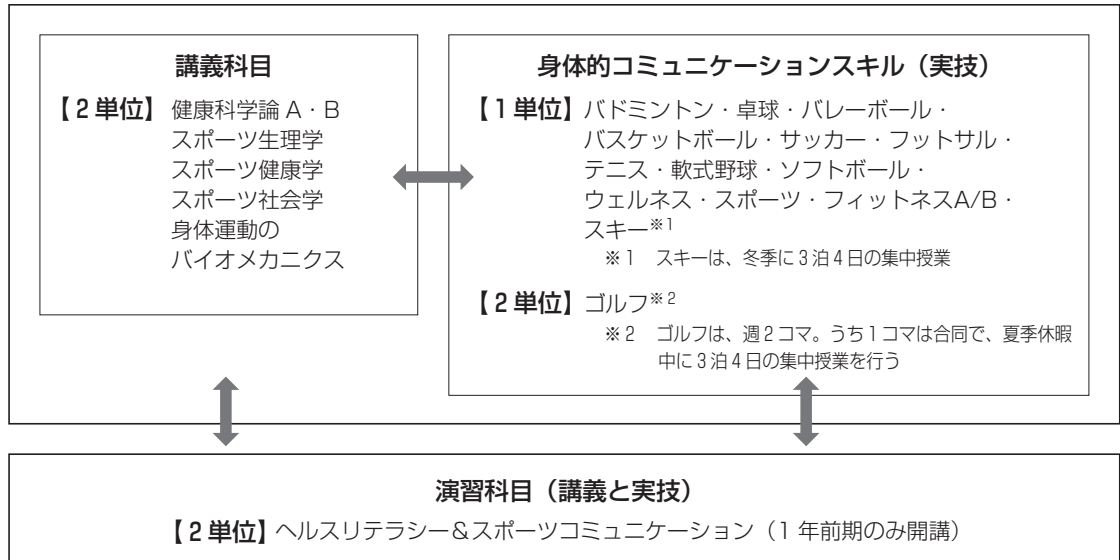 講義科目
【2単位】健康科学論 A・B
スポーツ生理学
スポーツ健康学
スポーツ社会学
身体運動の
バイオメカニクス
身体的コミュニケーションスキル（実技）
【1単位】バドミントン・卓球・バレーボール・
バスケットボール・サッカー・フットサル・
テニス・軟式野球・ソフトボール・
ウェルネス・スポーツ・フィットネスA/B・
スキー※1
※1　スキーは、冬季に3泊4日の集中授業
【2単位】ゴルフ※2
※2　ゴルフは、週2コマ。うち1コマは合同で、夏季休暇
中に3泊4日の集中授業を行う
演習科目（講義と実技）
【2単位】ヘルスリテラシー＆スポーツコミュニケーション（1年前期のみ開講）